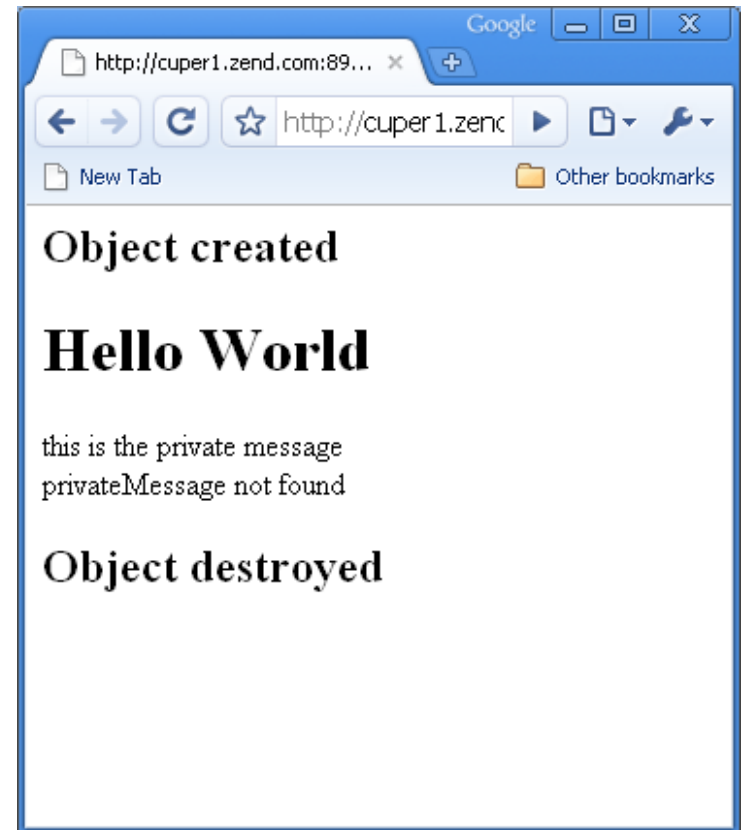 Google
http://cuper1.zend.com:89...
http://cuper1.zenc
New Tab
Other bookmarks
Object created
Hello World
this is the private message
privateMessage not found
Object destroyed